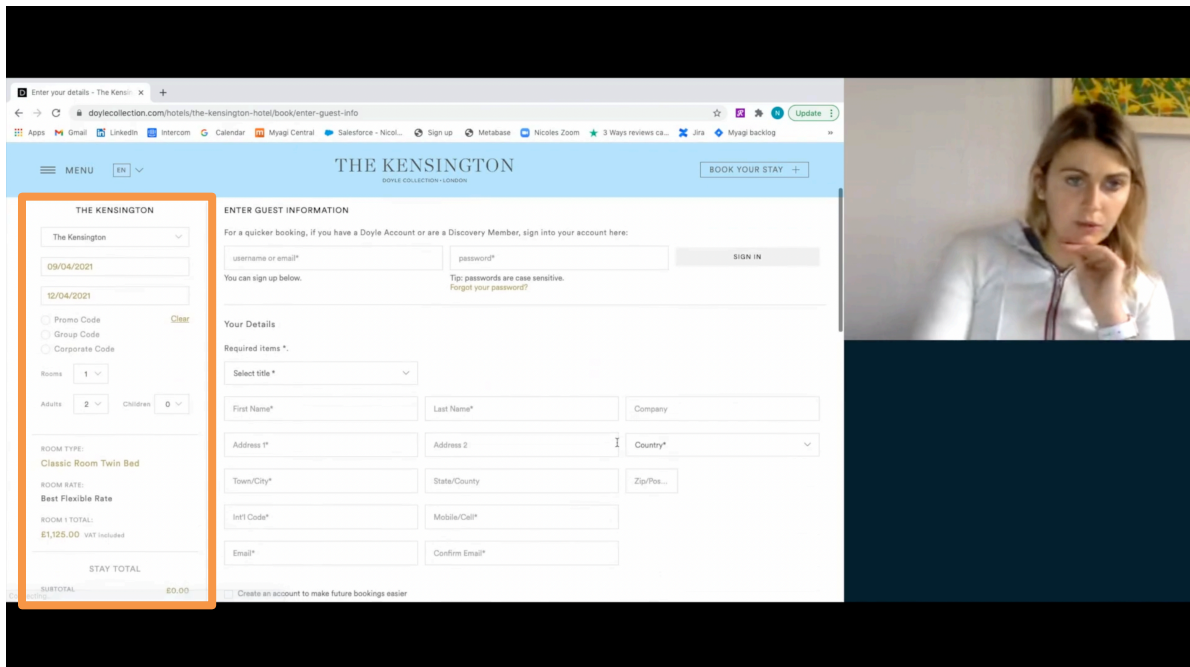 Enter your details - The Kensin
doylecollection.com/hotels/the-kensington-hotel/book/enter-guest-info
Update
Apps Gmail LinkedIn Intercom Calendar Myagi Central Salesforce - Nicol... Sign up Metabase Nicoles Zoom 3 Ways reviews ca... Jira Myagi backlog »
MENU EN
THE KENSINGTON
DOYLE COLLECTION • LONDON
BOOK YOUR STAY +
THE KENSINGTON
The Kensington
09/04/2021
12/04/2021
Promo Code Clear
Group Code
Corporate Code
Rooms 1
Adults 2 Children 0
ROOM TYPE:
Classic Room Twin Bed
ROOM RATE:
Best Flexible Rate
ROOM 1 TOTAL:
£1,125.00 VAT Included
STAY TOTAL
SUBTOTAL £0.00
ENTER GUEST INFORMATION
For a quicker booking, if you have a Doyle Account or are a Discovery Member, sign into your account here:
username or email* password* SIGN IN
You can sign up below. Tip: passwords are case sensitive.
Forgot your password?
Your Details
Required items *.
Select title *
First Name* Last Name* Company
Address 1* Address 2 Country*
Town/City* State/County Zip/Pos...
Int'l Code* Mobile/Cell*
Email* Confirm Email*
Create an account to make future bookings easier